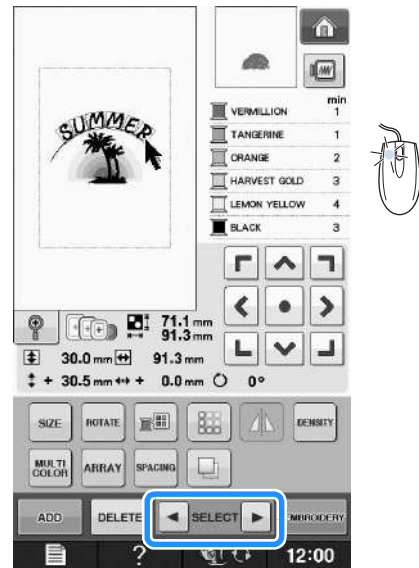 SUMMER
min
VERMILLION 1
TANGERINE 1
ORANGE 2
HARVEST GOLD 3
LEMON YELLOW 4
BLACK 3
71.1 mm
91.3 mm
30.0 mm 91.3 mm
+ 30.5 mm + 0.0 mm 0°
SIZE ROTATE DENSITY
MULTI COLOR ARRAY SPACING
ADD DELETE SELECT EMBROIDERY
? 12:00